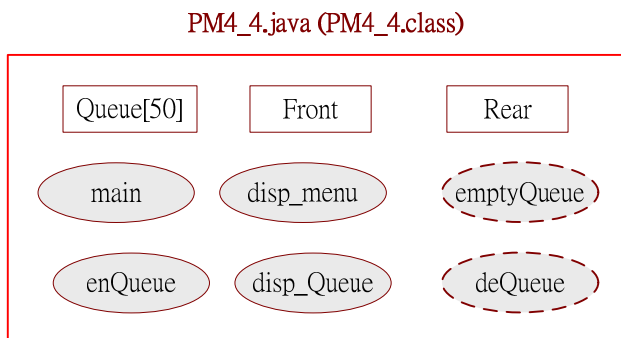 PM4_4.java (PM4_4.class)
Queue[50] Front Rear
main disp_menu emptyQueue
enQueue disp_Queue deQueue